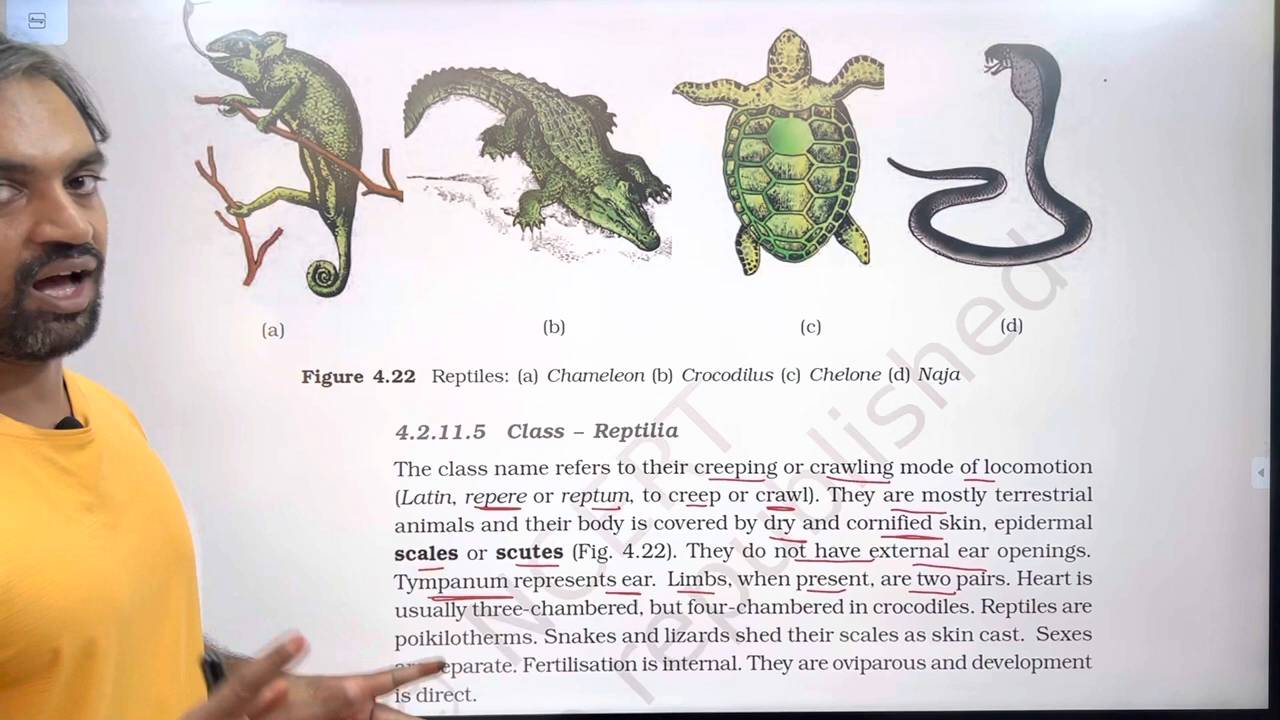 (a) (b) (c) (d)
Figure 4.22 Reptiles: (a) Chameleon (b) Crocodilus (c) Chelone (d) Naja
4.2.11.5 Class – Reptilia
The class name refers to their creeping or crawling mode of locomotion
(Latin, repere or reptum, to creep or crawl). They are mostly terrestrial
animals and their body is covered by dry and cornified skin, epidermal
scales or scutes (Fig. 4.22). They do not have external ear openings.
Tympanum represents ear. Limbs, when present, are two pairs. Heart is
usually three-chambered, but four-chambered in crocodiles. Reptiles are
poikilotherms. Snakes and lizards shed their scales as skin cast. Sexes
eparate. Fertilisation is internal. They are oviparous and development
is direct.
NCERT
republished